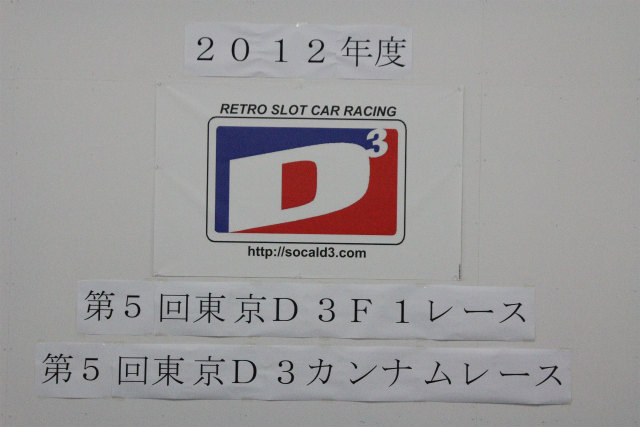 ２０１２年度
RETRO SLOT CAR RACING
D3
http://socald3.com
第５回東京Ｄ３Ｆ１レース
第５回東京Ｄ３カンナムレース